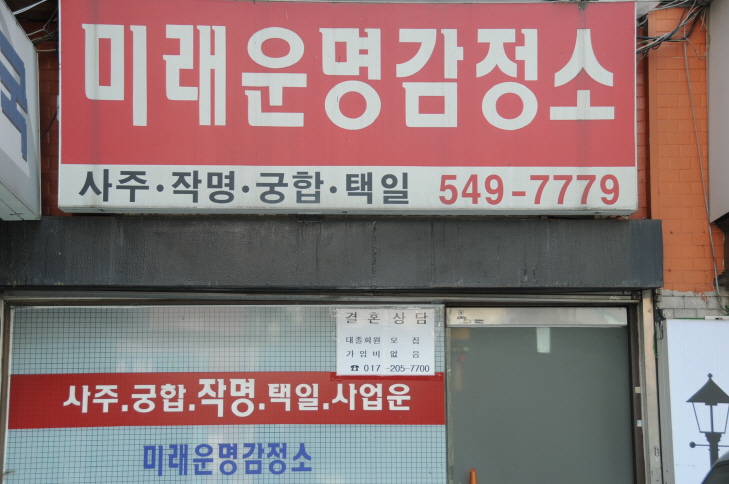 미래운명감정소
사주·작명·궁합·택일 549-7779
결혼상담
대출회원 모집
가입비없음
☎ 017 -205-7700
사주.궁합.작명.택일.사업운
미래운명감정소